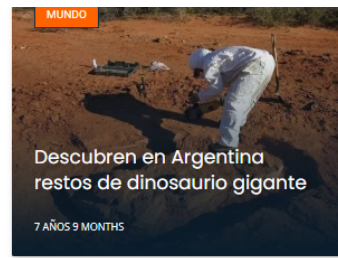 MUNDO
Descubren en Argentina
restos de dinosaurio gigante
7 AÑOS 9 MONTHS